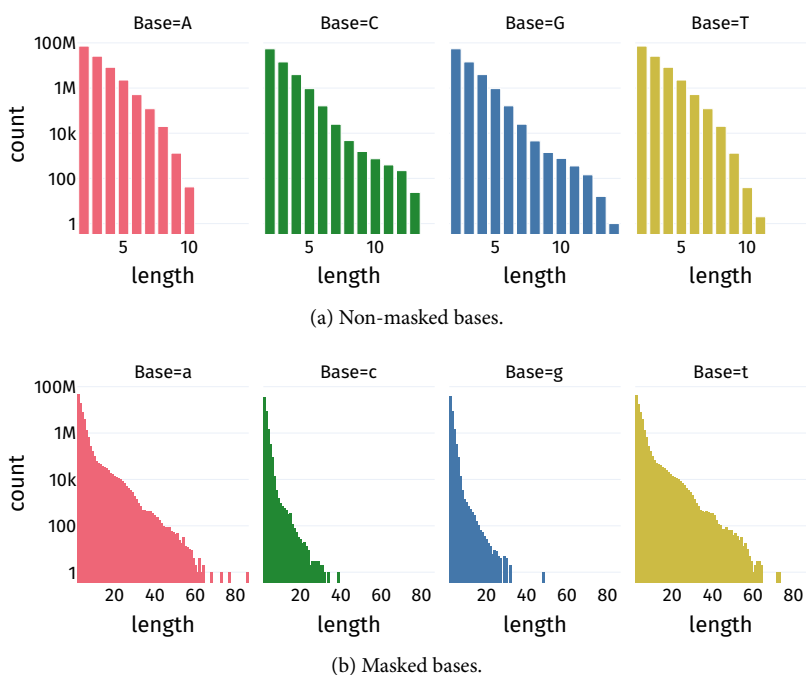 Base=A Base=C Base=G Base=T
100M
1M
10k
100
1
count
5 10 5 10 5 10 5 10
length length length length
(a) Non-masked bases.
Base=a Base=c Base=g Base=t
100M
1M
10k
100
1
count
20 40 60 80 20 40 60 80 20 40 60 80 20 40 60 80
length length length length
(b) Masked bases.